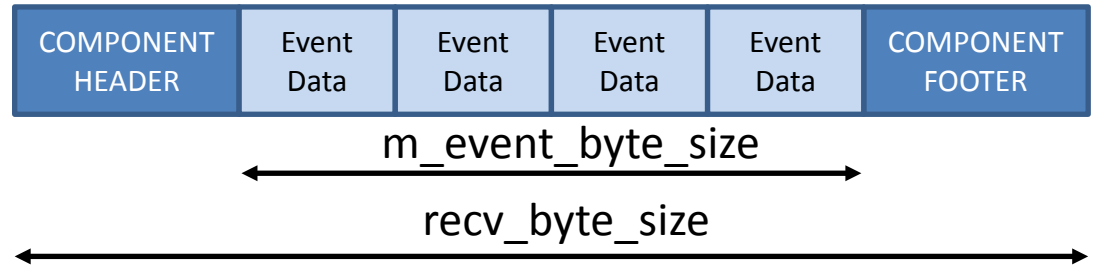 COMPONENT
HEADER
Event
Data
Event
Data
Event
Data
Event
Data
COMPONENT
FOOTER
m_event_byte_size
recv_byte_size